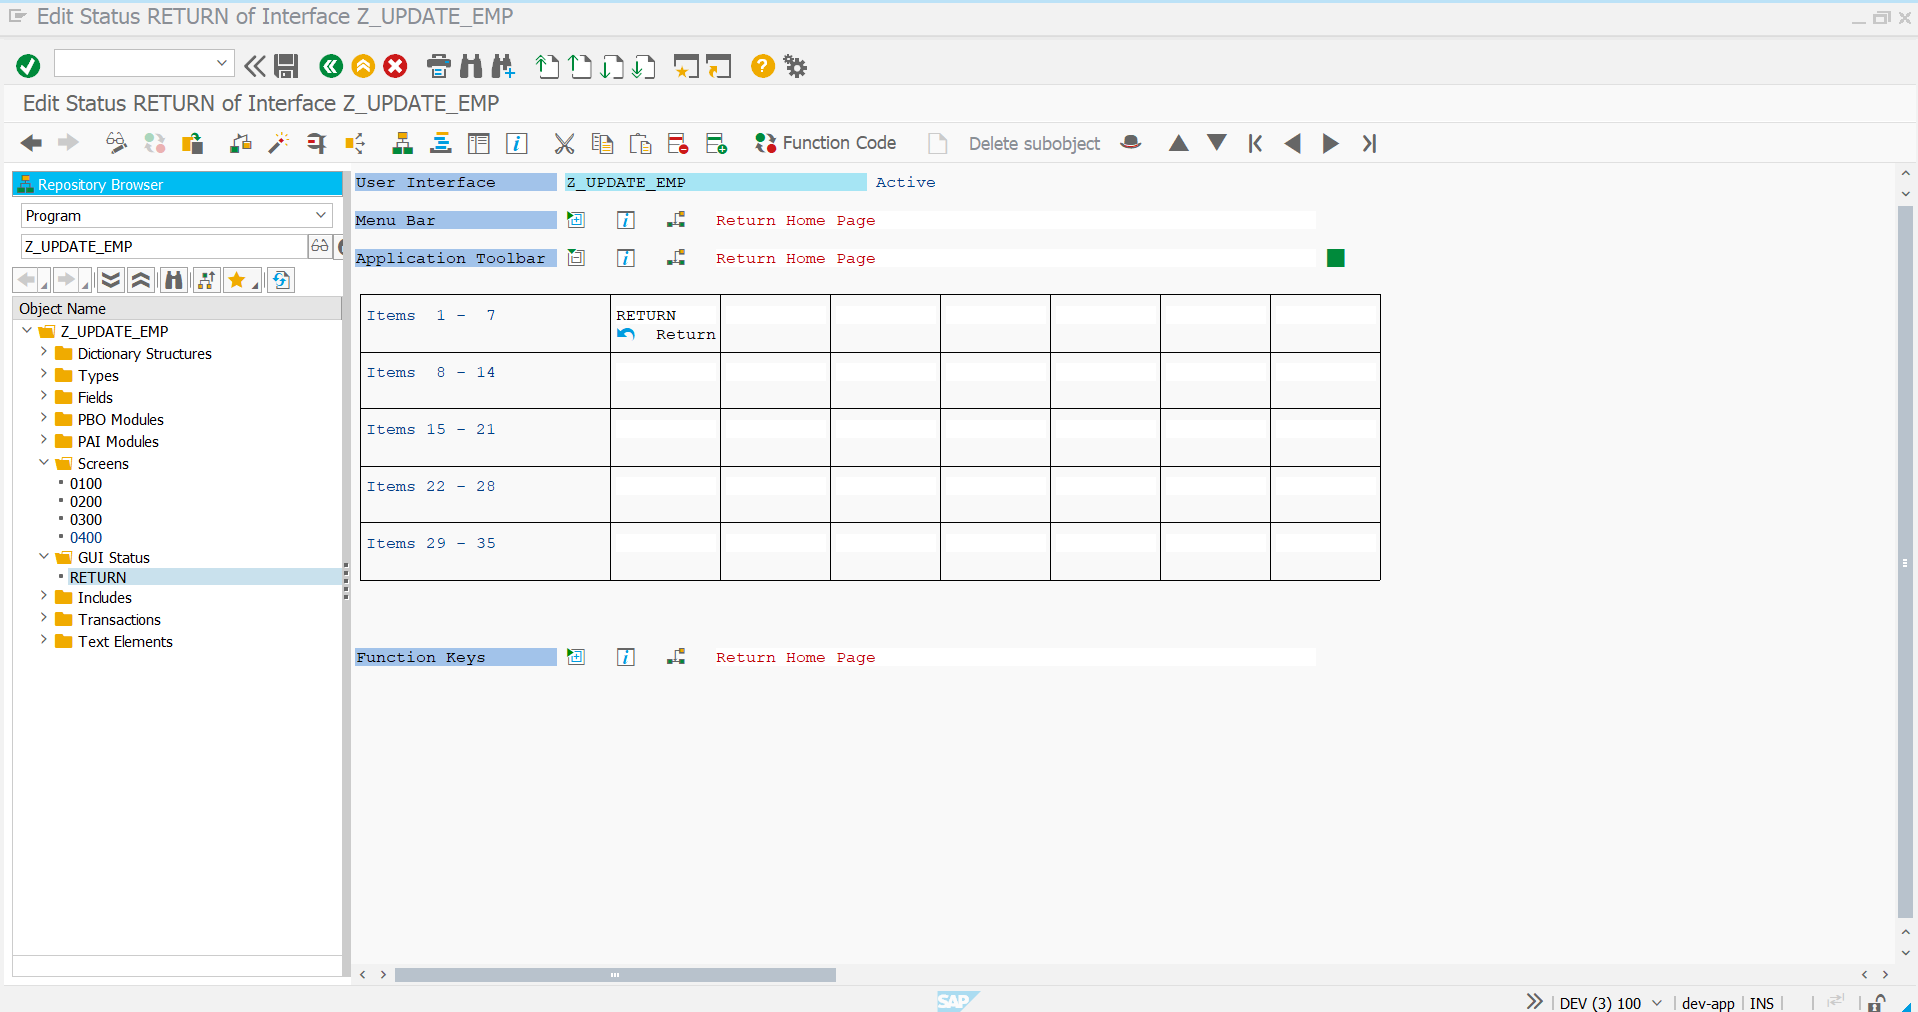 Edit Status RETURN of Interface Z_UPDATE_EMP
Edit Status RETURN of Interface Z_UPDATE_EMP
Function Code
Delete subobject
Repository Browser
Program
Z_UPDATE_EMP
Object Name
Z_UPDATE_EMP
Dictionary Structures
Types
Fields
PBO Modules
PAI Modules
Screens
0100
0200
0300
0400
GUI Status
RETURN
Includes
Transactions
Text Elements
User Interface Z_UPDATE_EMP Active
Menu Bar Return Home Page
Application Toolbar Return Home Page
Items 1 - 7 RETURN
Return
Items 8 - 14
Items 15 - 21
Items 22 - 28
Items 29 - 35
Function Keys Return Home Page
SAP
DEV (3) 100 dev-app INS